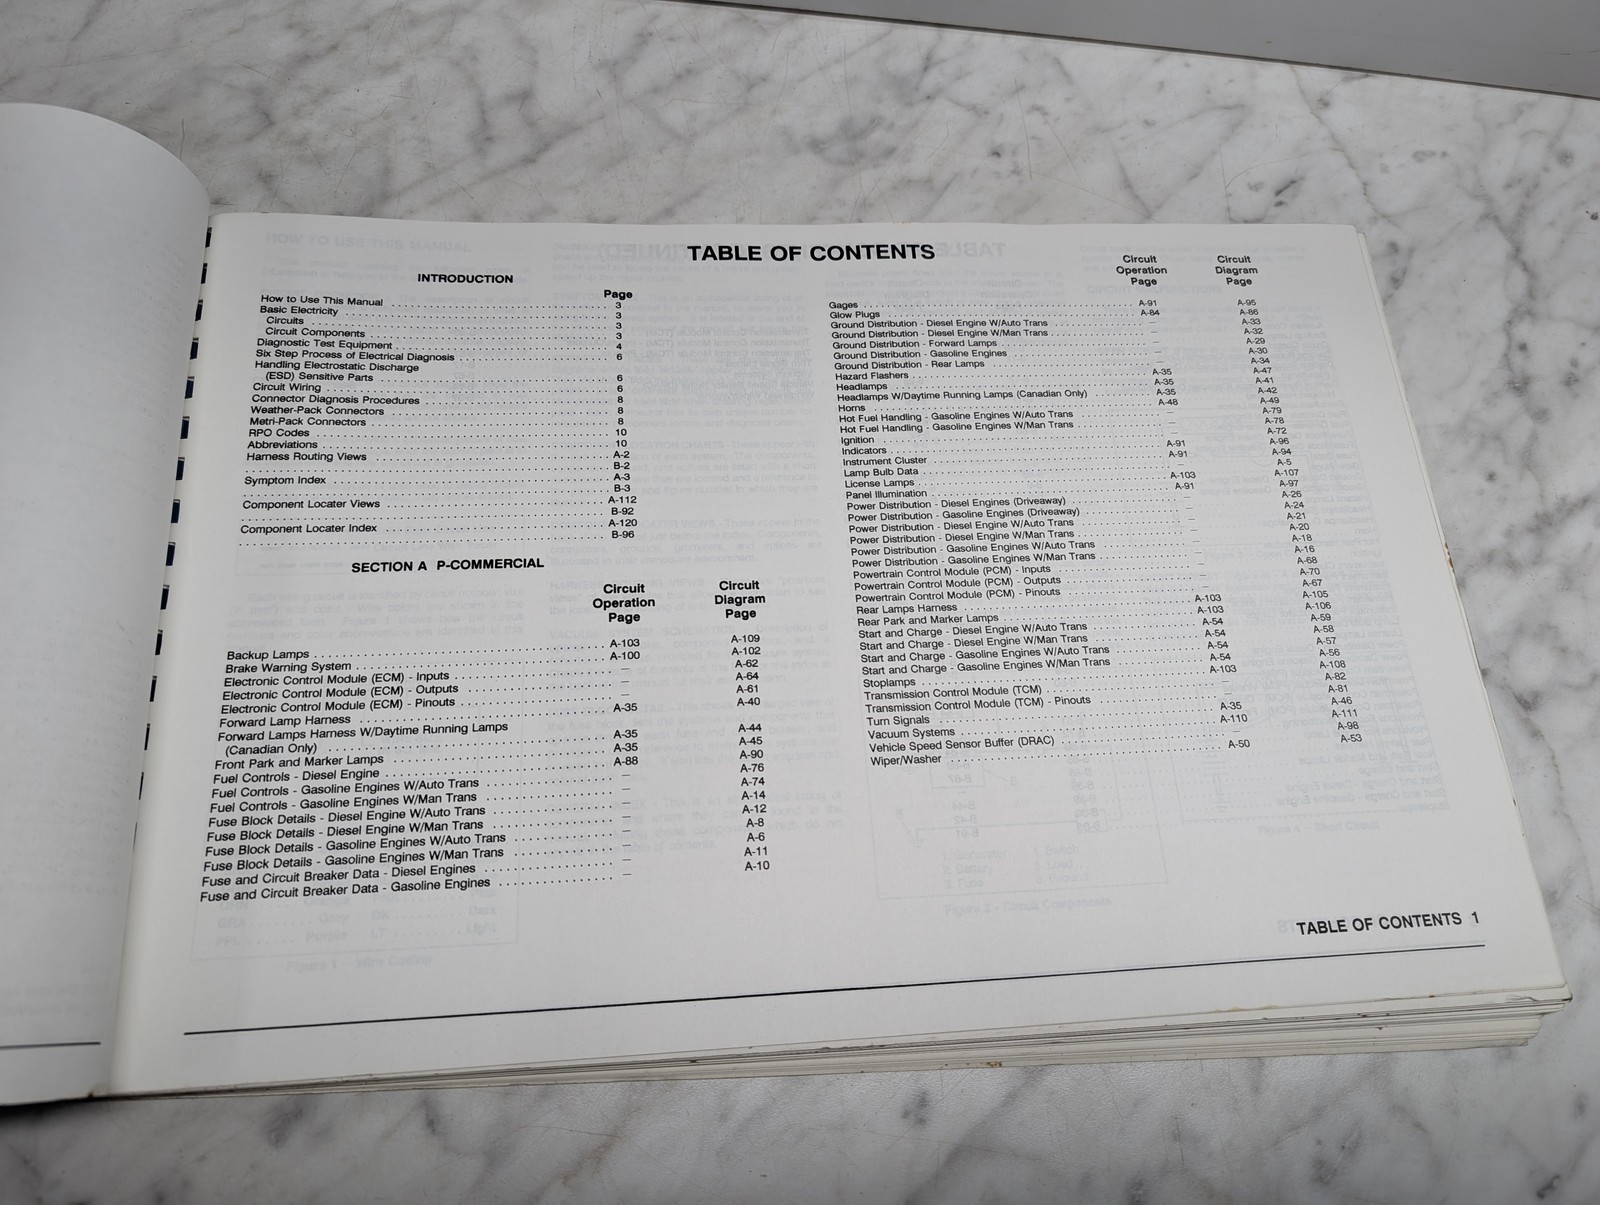 TABLE OF CONTENTS
INTRODUCTION
Page
How to Use This Manual 3
Basic Electricity 3
Circuits 3
Circuit Components 3
Diagnostic Test Equipment 4
Six Step Process of Electrical Diagnosis 6
Handling Electrostatic Discharge
(ESD) Sensitive Parts 6
Circuit Wiring 6
Connector Diagnosis Procedures 8
Weather-Pack Connectors 8
Metri-Pack Connectors 8
RPO Codes 10
Abbreviations 10
Harness Routing Views A-2
B-2
Symptom Index A-3
B-3
Component Locater Views A-112
B-92
Component Locater Index A-120
B-96
SECTION A P-COMMERCIAL
Circuit Operation Page
Circuit Diagram Page
Backup Lamps A-103 A-109
Brake Warning System A-100 A-102
Electronic Control Module (ECM) - Inputs — A-62
Electronic Control Module (ECM) - Outputs — A-64
Electronic Control Module (ECM) - Pinouts — A-61
Forward Lamp Harness A-35 A-40
Forward Lamps Harness W/Daytime Running Lamps
(Canadian Only) A-35 A-44
Front Park and Marker Lamps A-35 A-45
Fuel Controls - Diesel Engine A-88 A-90
Fuel Controls - Gasoline Engines W/Auto Trans — A-76
Fuel Controls - Gasoline Engines W/Man Trans — A-74
Fuse Block Details - Diesel Engine W/Auto Trans — A-14
Fuse Block Details - Diesel Engine W/Man Trans — A-12
Fuse Block Details - Gasoline Engines W/Auto Trans — A-8
Fuse Block Details - Gasoline Engines W/Man Trans — A-6
Fuse and Circuit Breaker Data - Diesel Engines — A-11
Fuse and Circuit Breaker Data - Gasoline Engines — A-10
Circuit Operation Page
Circuit Diagram Page
Gages A-91 A-95
Glow Plugs A-84 A-86
Ground Distribution - Diesel Engine W/Auto Trans — A-33
Ground Distribution - Diesel Engine W/Man Trans — A-32
Ground Distribution - Forward Lamps — A-29
Ground Distribution - Gasoline Engines — A-30
Ground Distribution - Rear Lamps — A-34
Hazard Flashers A-35 A-47
Headlamps A-35 A-41
Headlamps W/Daytime Running Lamps (Canadian Only) A-35 A-42
Horns A-48 A-49
Hot Fuel Handling - Gasoline Engines W/Auto Trans — A-79
Hot Fuel Handling - Gasoline Engines W/Man Trans — A-78
Ignition — A-72
Indicators A-91 A-96
Instrument Cluster A-91 A-94
Lamp Bulb Data — A-5
License Lamps A-103 A-107
Panel Illumination A-91 A-97
Power Distribution - Diesel Engines (Driveaway) — A-26
Power Distribution - Gasoline Engines (Driveaway) — A-24
Power Distribution - Diesel Engine W/Auto Trans — A-21
Power Distribution - Diesel Engine W/Man Trans — A-20
Power Distribution - Gasoline Engines W/Auto Trans — A-18
Power Distribution - Gasoline Engines W/Man Trans — A-16
Powertrain Control Module (PCM) - Inputs — A-68
Powertrain Control Module (PCM) - Outputs — A-70
Powertrain Control Module (PCM) - Pinouts — A-67
Rear Lamps Harness A-103 A-105
Rear Park and Marker Lamps A-103 A-106
Start and Charge - Diesel Engine W/Auto Trans A-54 A-59
Start and Charge - Diesel Engine W/Man Trans A-54 A-58
Start and Charge - Gasoline Engines W/Auto Trans A-54 A-57
Start and Charge - Gasoline Engines W/Man Trans A-54 A-56
Stoplamps A-103 A-108
Transmission Control Module (TCM) — A-82
Transmission Control Module (TCM) - Pinouts — A-81
Turn Signals A-35 A-46
Vacuum Systems A-110 A-111
Vehicle Speed Sensor Buffer (DRAC) — A-98
Wiper/Washer A-50 A-53
TABLE OF CONTENTS 1